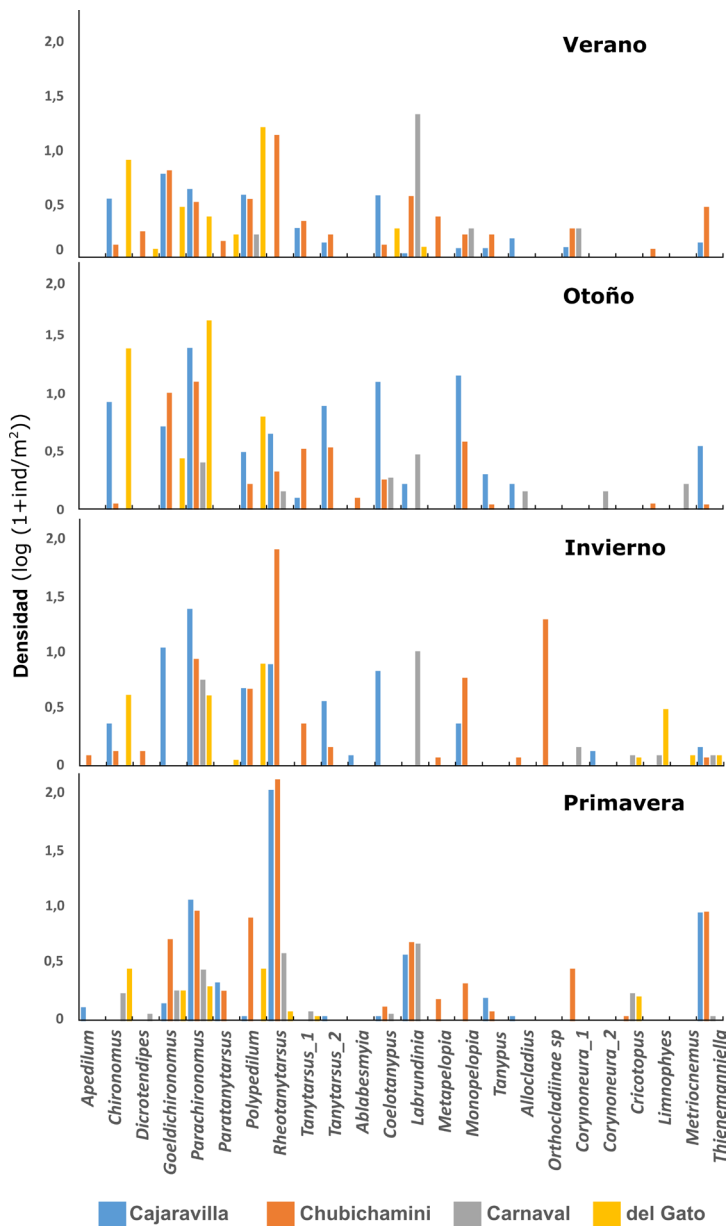 Verano
2,0
1,5
1,0
0,5
0
Otoño
2,0
1,5
1,0
0,5
0
Invierno
2,0
1,5
1,0
0,5
0
Primavera
2,0
1,5
1,0
0,5
0
Densidad (log (1+ind/m²))
Apedilum
Chironomus
Dicrotendipes
Goeldichironomus
Parachironomus
Paratanytarsus
Polypedilum
Rheotanytarsus
Tanytarsus_1
Tanytarsus_2
Ablabesmyia
Coelotanypus
Labrundinia
Metapelopia
Monopelopia
Tanypus
Allocladius
Orthocladiinae sp
Corynoneura_1
Corynoneura_2
Cricotopus
Limnophyes
Metriocnemus
Thienemanniella
Cajaravilla
Chubichamini
Carnaval
del Gato